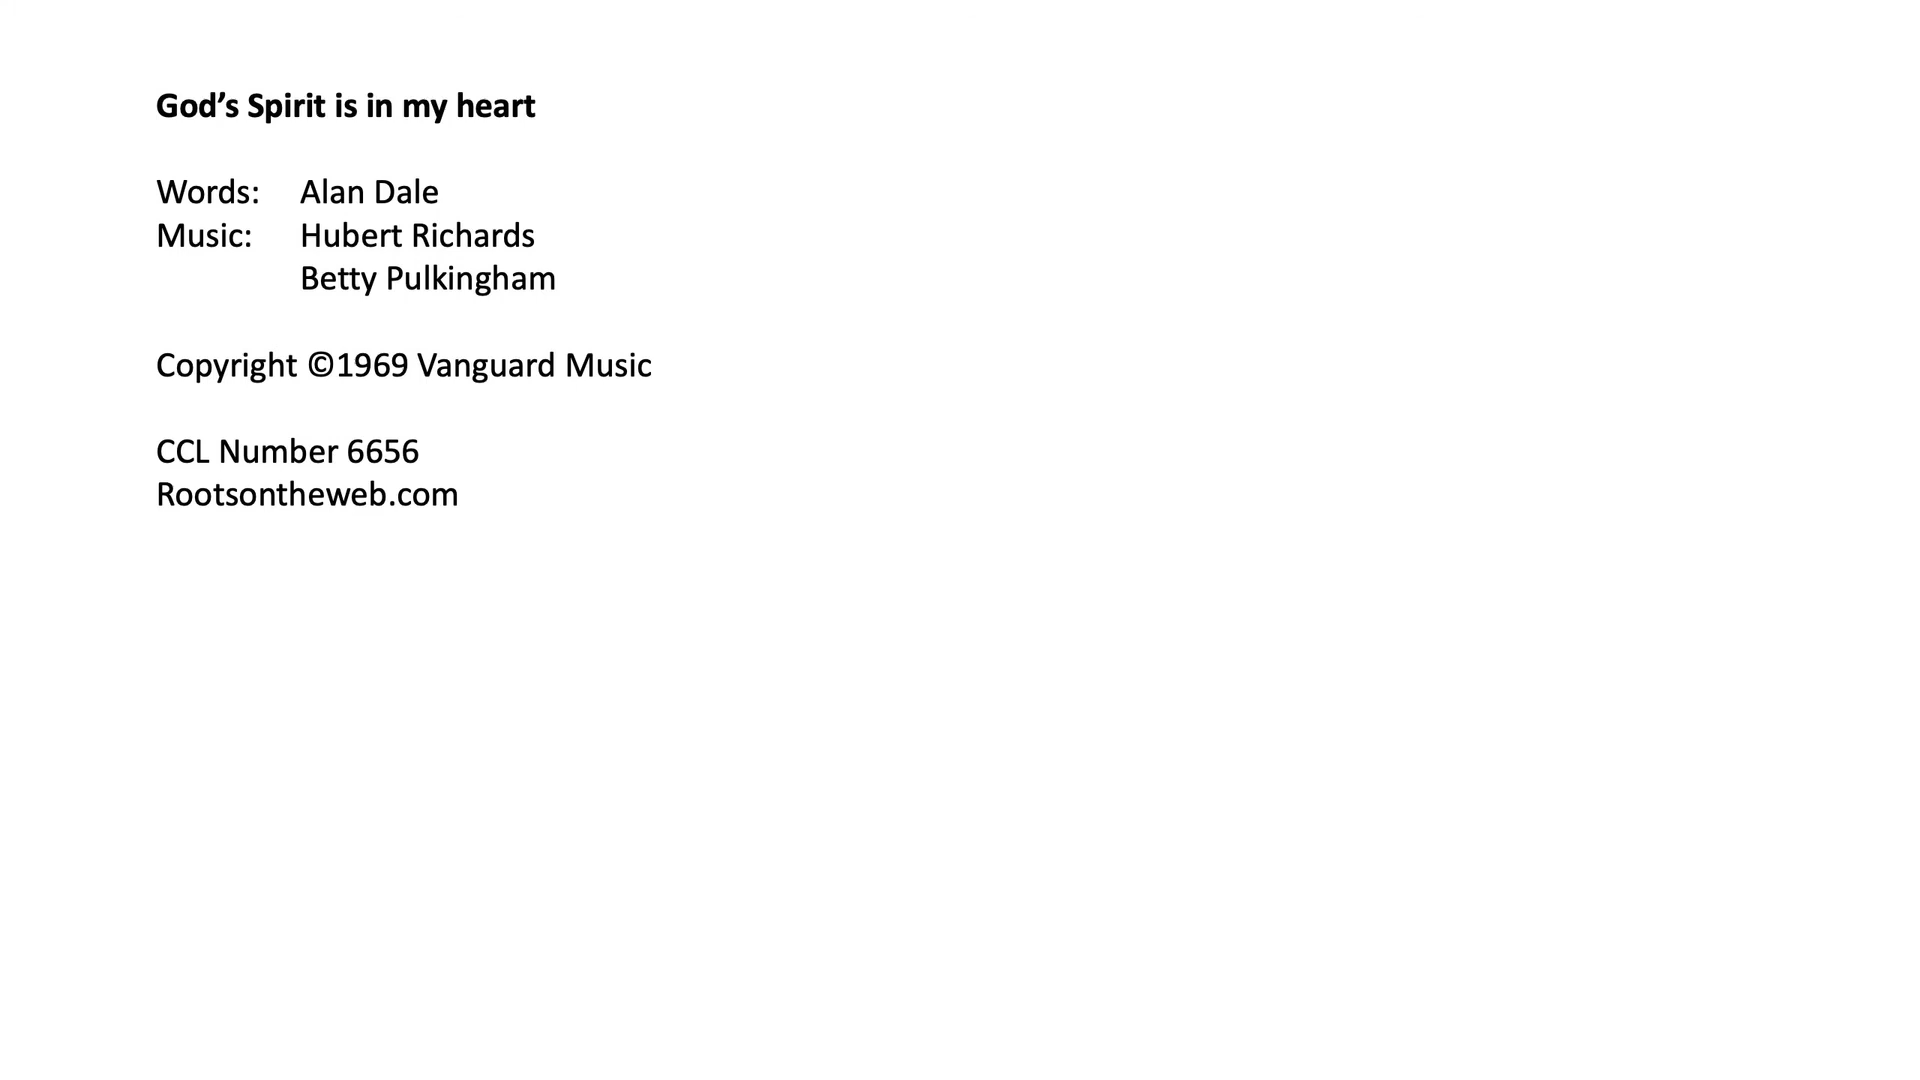 God’s Spirit is in my heart
Words: Alan Dale
Music: Hubert Richards
Betty Pulkingham
Copyright ©1969 Vanguard Music
CCL Number 6656
Rootsontheweb.com